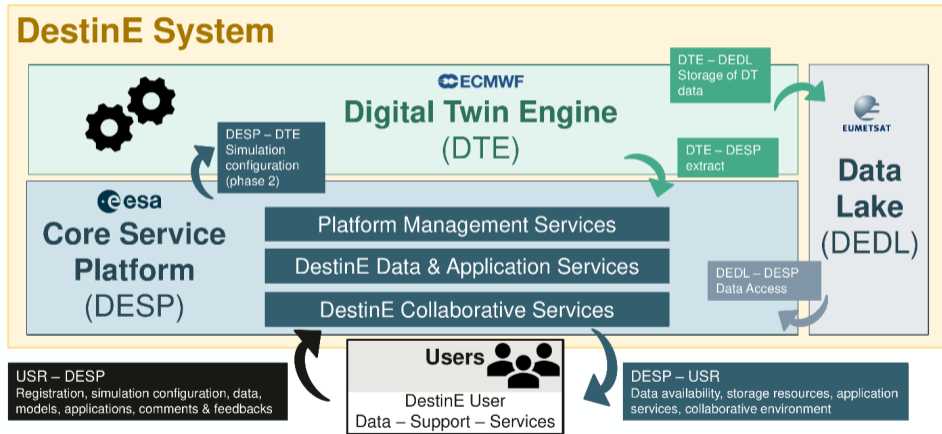 DestinE System
ECMWF
Digital Twin Engine
(DTE)
DTE – DEDL
Storage of DT
data
EUMETSAT
DESP – DTE
Simulation
configuration
(phase 2)
DTE – DESP
extract
Data
Lake
(DEDL)
esa
Core Service
Platform
(DESP)
Platform Management Services
DestinE Data & Application Services
DestinE Collaborative Services
DEDL – DESP
Data Access
USR – DESP
Registration, simulation configuration, data,
models, applications, comments & feedbacks
Users
DestinE User
Data – Support – Services
DESP – USR
Data availability, storage resources, application
services, collaborative environment